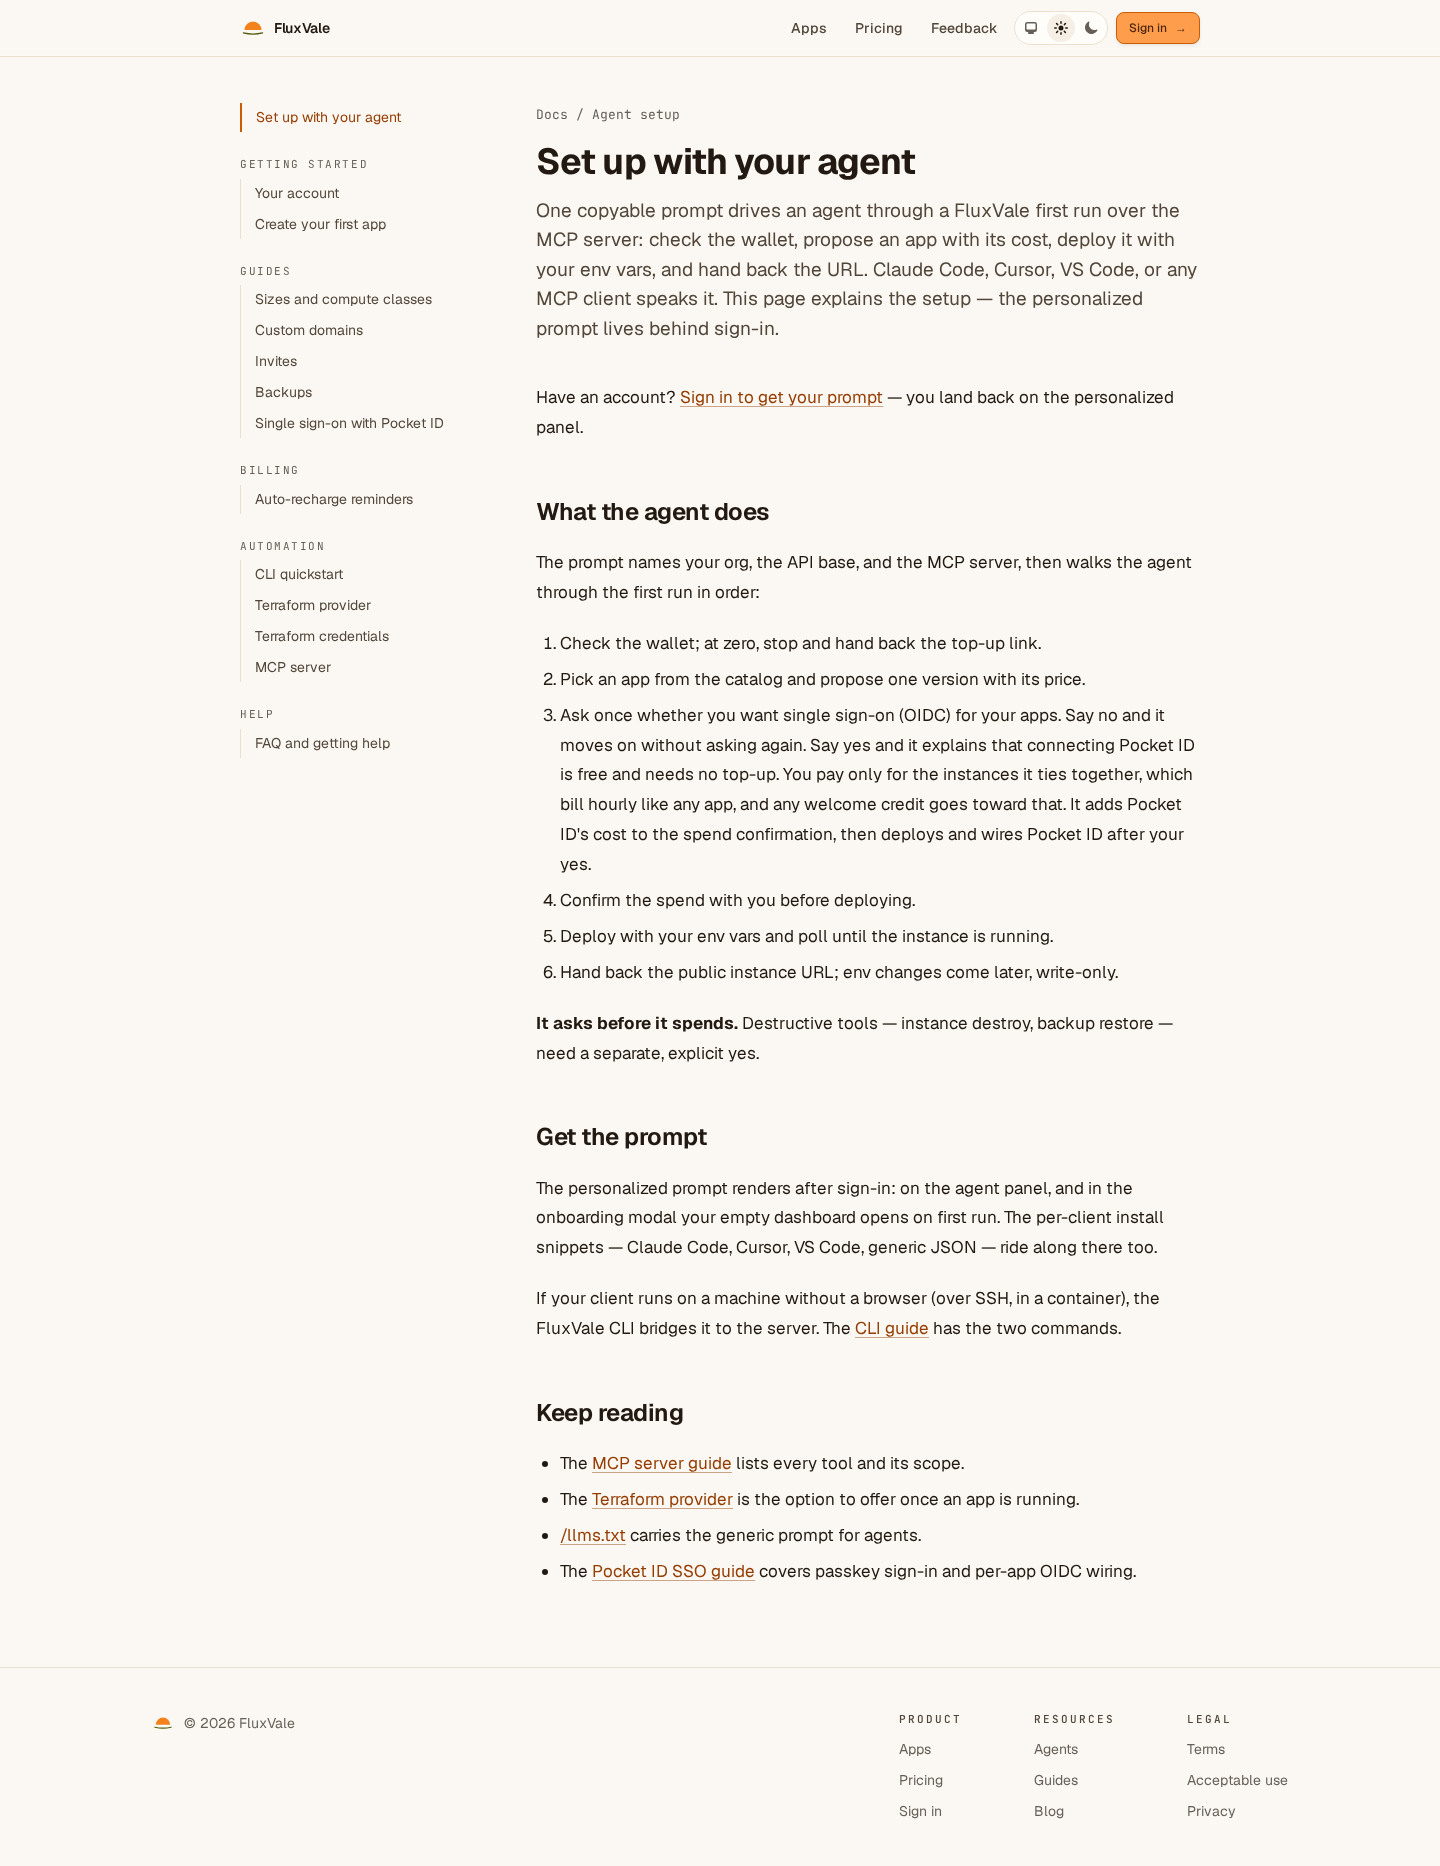 FluxVale
Apps
Pricing
Feedback
Sign in →
Set up with your agent
GETTING STARTED
Your account
Create your first app
GUIDES
Sizes and compute classes
Custom domains
Invites
Backups
Single sign-on with Pocket ID
BILLING
Auto-recharge reminders
AUTOMATION
CLI quickstart
Terraform provider
Terraform credentials
MCP server
HELP
FAQ and getting help
Docs / Agent setup
Set up with your agent
One copyable prompt drives an agent through a FluxVale first run over the
MCP server: check the wallet, propose an app with its cost, deploy it with
your env vars, and hand back the URL. Claude Code, Cursor, VS Code, or any
MCP client speaks it. This page explains the setup — the personalized
prompt lives behind sign-in.
Have an account? Sign in to get your prompt — you land back on the personalized
panel.
What the agent does
The prompt names your org, the API base, and the MCP server, then walks the agent
through the first run in order:
1. Check the wallet; at zero, stop and hand back the top-up link.
2. Pick an app from the catalog and propose one version with its price.
3. Ask once whether you want single sign-on (OIDC) for your apps. Say no and it
moves on without asking again. Say yes and it explains that connecting Pocket ID
is free and needs no top-up. You pay only for the instances it ties together, which
bill hourly like any app, and any welcome credit goes toward that. It adds Pocket
ID's cost to the spend confirmation, then deploys and wires Pocket ID after your
yes.
4. Confirm the spend with you before deploying.
5. Deploy with your env vars and poll until the instance is running.
6. Hand back the public instance URL; env changes come later, write-only.
It asks before it spends. Destructive tools — instance destroy, backup restore —
need a separate, explicit yes.
Get the prompt
The personalized prompt renders after sign-in: on the agent panel, and in the
onboarding modal your empty dashboard opens on first run. The per-client install
snippets — Claude Code, Cursor, VS Code, generic JSON — ride along there too.
If your client runs on a machine without a browser (over SSH, in a container), the
FluxVale CLI bridges it to the server. The CLI guide has the two commands.
Keep reading
• The MCP server guide lists every tool and its scope.
• The Terraform provider is the option to offer once an app is running.
• /llms.txt carries the generic prompt for agents.
• The Pocket ID SSO guide covers passkey sign-in and per-app OIDC wiring.
© 2026 FluxVale
PRODUCT
Apps
Pricing
Sign in
RESOURCES
Agents
Guides
Blog
LEGAL
Terms
Acceptable use
Privacy